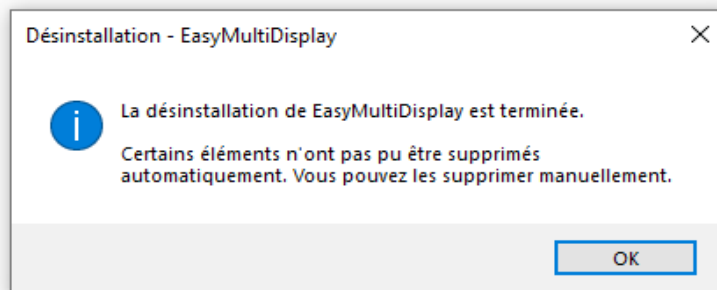 Désinstallation - EasyMultiDisplay
La désinstallation de EasyMultiDisplay est terminée.
Certains éléments n'ont pas pu être supprimés
automatiquement. Vous pouvez les supprimer manuellement.
OK